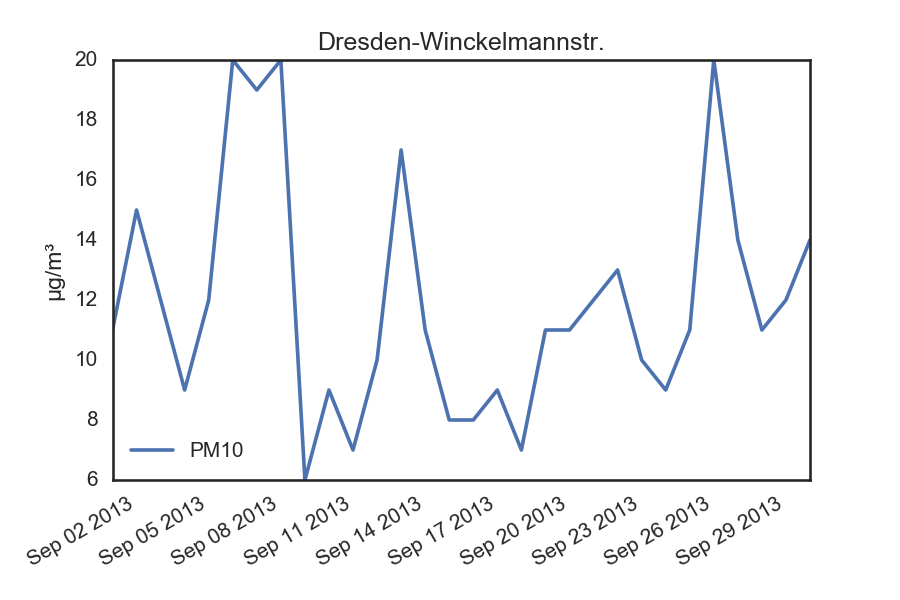 Dresden-Winckelmannstr.
20
18
16
14
12
10
8
6
µg/m³
PM10
Sep 02 2013
Sep 05 2013
Sep 08 2013
Sep 11 2013
Sep 14 2013
Sep 17 2013
Sep 20 2013
Sep 23 2013
Sep 26 2013
Sep 29 2013